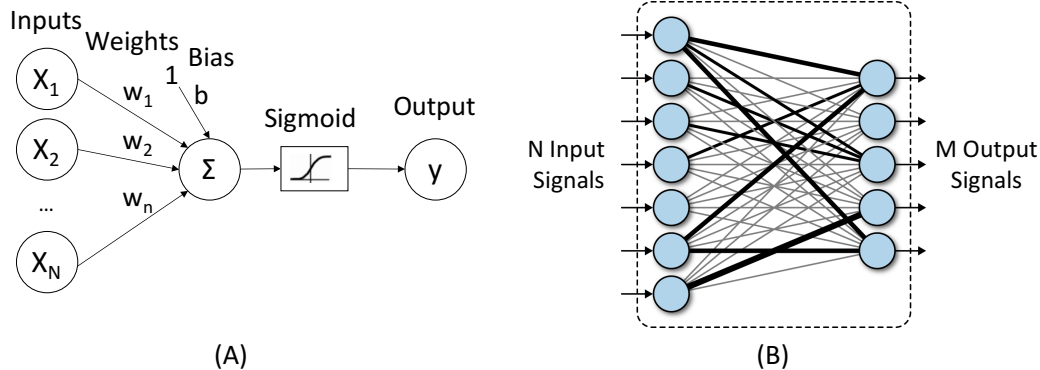 Inputs
Weights
Bias
X1
1
b
w1
Sigmoid
Output
X2
w2
Σ
y
...
wn
XN
(A)
N Input
Signals
M Output
Signals
(B)